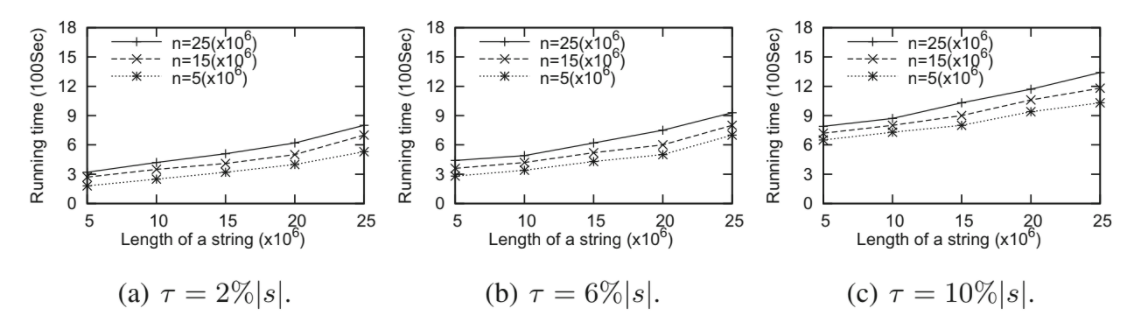 Running time (100Sec)
18
15
12
9
6
3
0
n=25(x10^6)
n=15(x10^6)
n=5(x10^6)
5 10 15 20 25
Length of a string (x10^6)
(a) τ = 2%|s|.
Running time (100Sec)
18
15
12
9
6
3
0
n=25(x10^6)
n=15(x10^6)
n=5(x10^6)
5 10 15 20 25
Length of a string (x10^6)
(b) τ = 6%|s|.
Running time (100Sec)
18
15
12
9
6
3
0
n=25(x10^6)
n=15(x10^6)
n=5(x10^6)
5 10 15 20 25
Length of a string (x10^6)
(c) τ = 10%|s|.